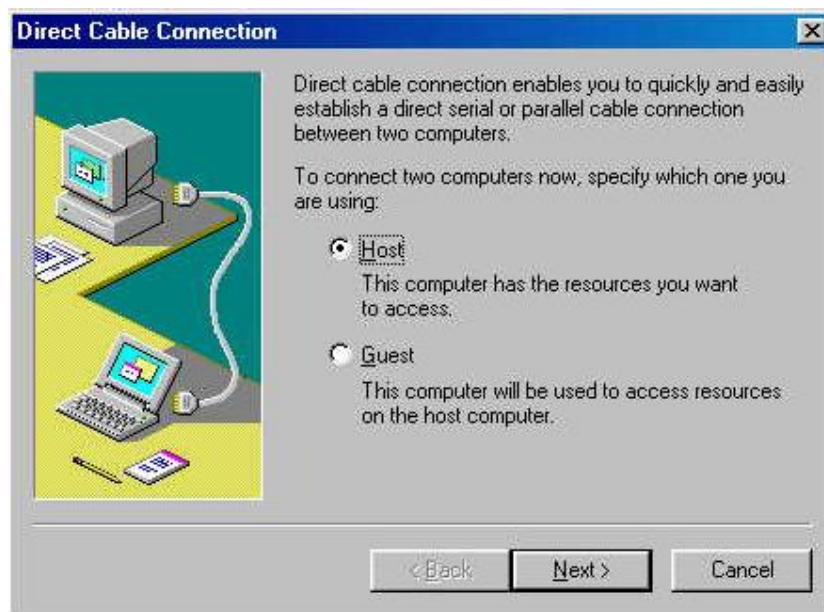 Direct Cable Connection
Direct cable connection enables you to quickly and easily
establish a direct serial or parallel cable connection
between two computers.
To connect two computers now, specify which one you
are using:
Host
This computer has the resources you want
to access.
Guest
This computer will be used to access resources
on the host computer.
< Back
Next >
Cancel